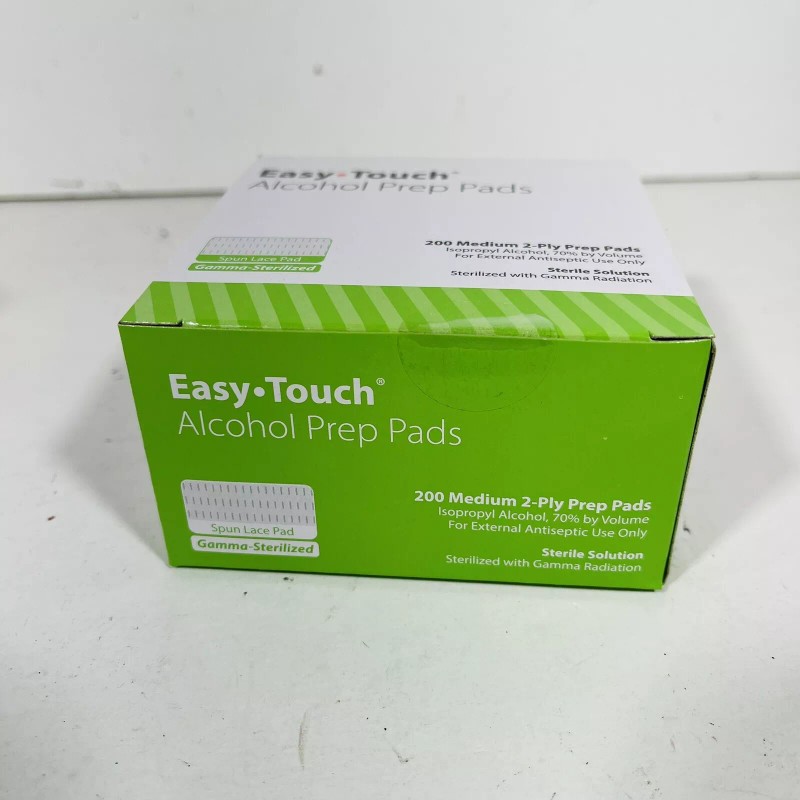 Easy•Touch®
Alcohol Prep Pads
200 Medium 2-Ply Prep Pads
Isopropyl Alcohol, 70% by Volume
For External Antiseptic Use Only
Sterile Solution
Sterilized with Gamma Radiation
Spun Lace Pad
Gamma-Sterilized
Easy•Touch®
Alcohol Prep Pads
200 Medium 2-Ply Prep Pads
Isopropyl Alcohol, 70% by Volume
For External Antiseptic Use Only
Spun Lace Pad
Gamma-Sterilized
Sterile Solution
Sterilized with Gamma Radiation